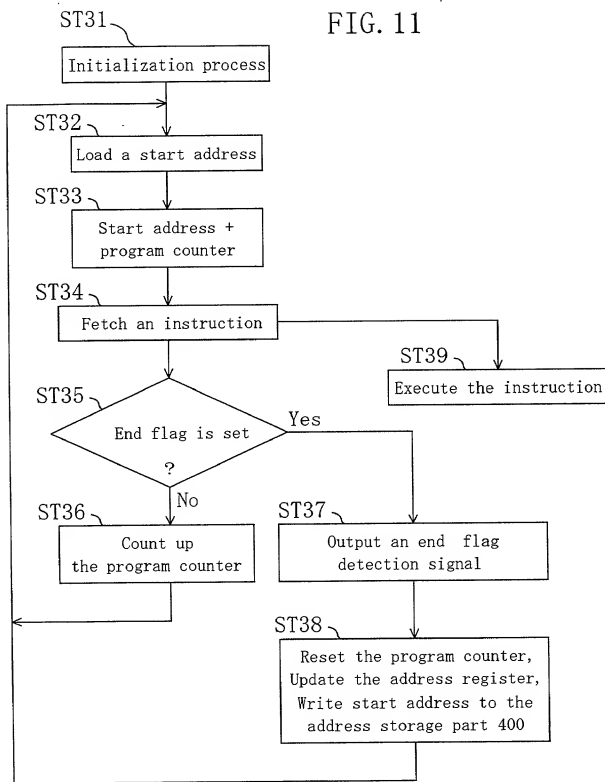 FIG. 11
ST31
Initialization process
ST32
Load a start address
ST33
Start address +
program counter
ST34
Fetch an instruction
ST39
Execute the instruction
ST35
End flag is set
?
Yes
No
ST36
Count up
the program counter
ST37
Output an end flag
detection signal
ST38
Reset the program counter,
Update the address register,
Write start address to the
address storage part 400